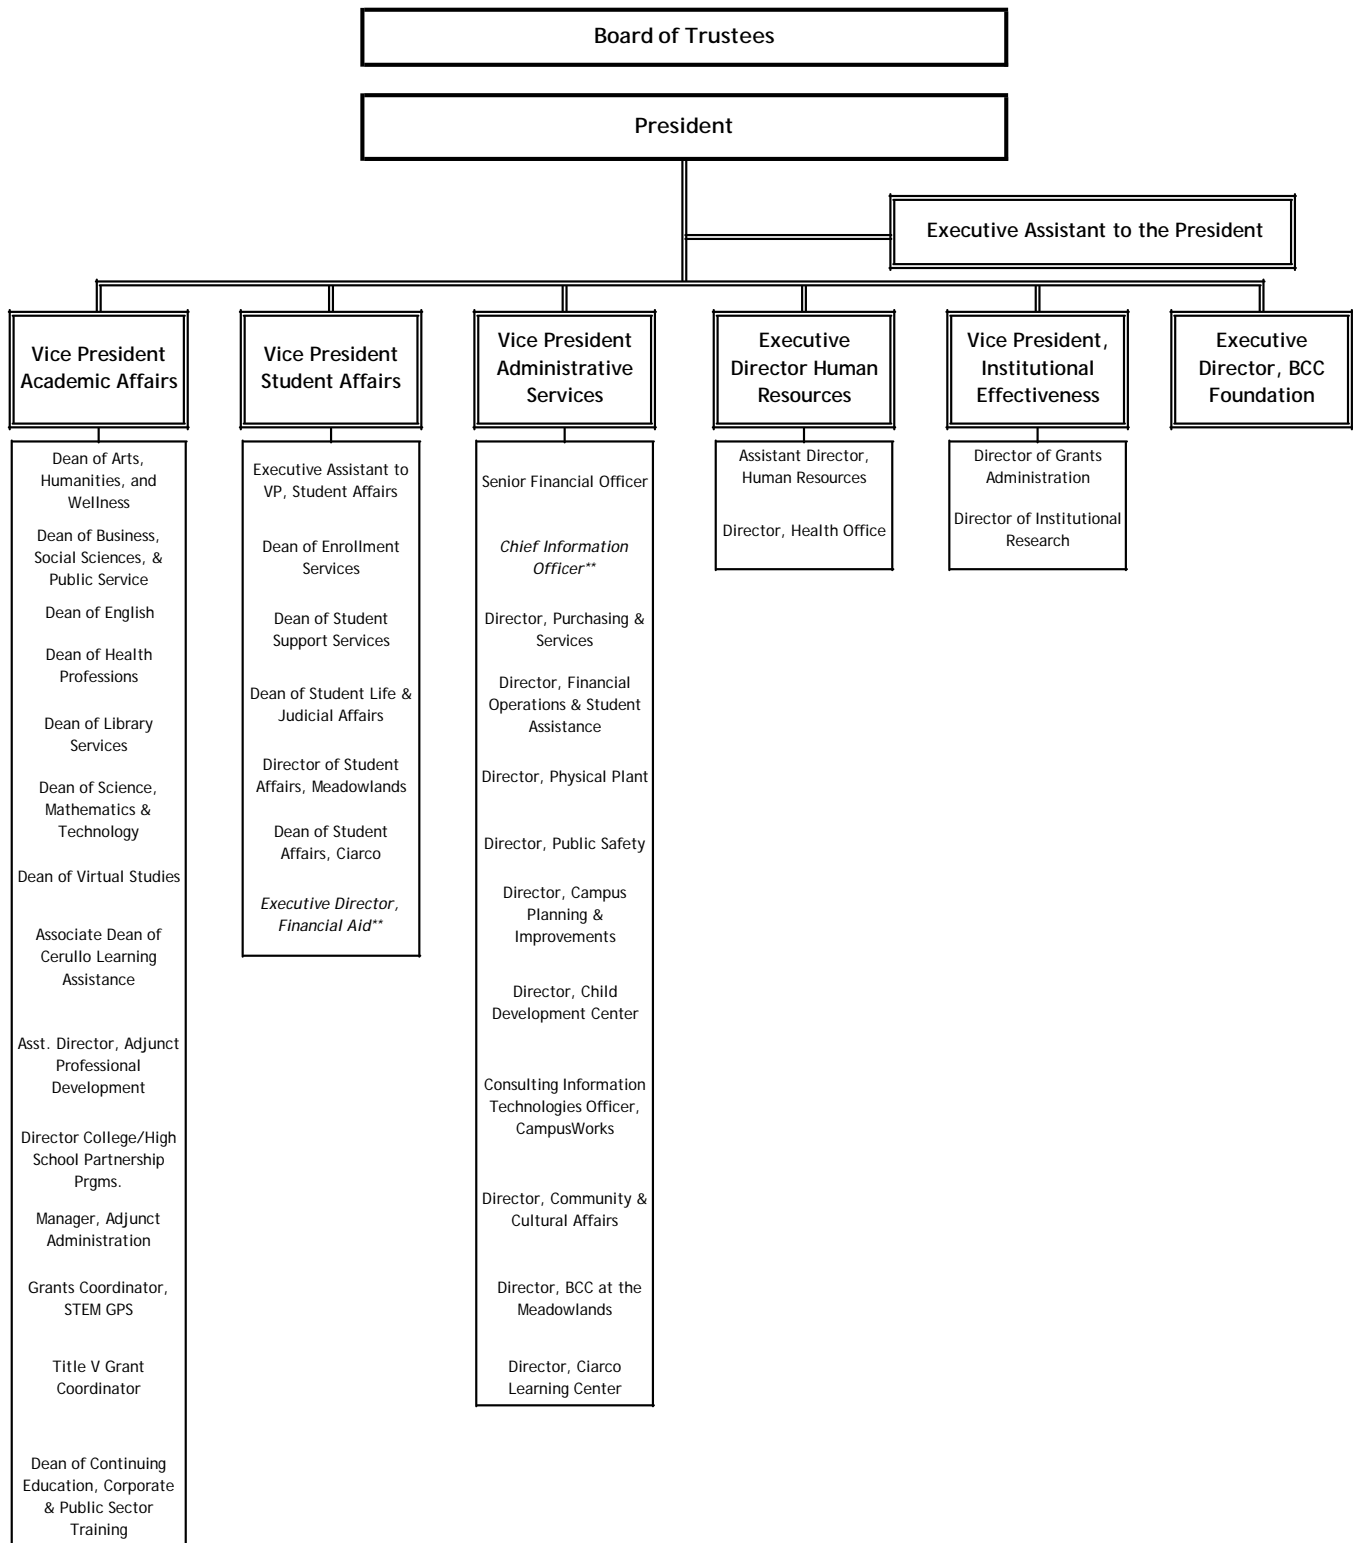 Board of Trustees
President
Executive Assistant to the President
Vice President
Academic Affairs
Vice President
Student Affairs
Vice President
Administrative
Services
Executive
Director Human
Resources
Vice President,
Institutional
Effectiveness
Executive
Director, BCC
Foundation
Dean of Arts,
Humanities, and
Wellness
Dean of Business,
Social Sciences, &
Public Service
Dean of English
Dean of Health
Professions
Dean of Library
Services
Dean of Science,
Mathematics &
Technology
Dean of Virtual Studies
Associate Dean of
Cerullo Learning
Assistance
Asst. Director, Adjunct
Professional
Development
Director College/High
School Partnership
Prgms.
Manager, Adjunct
Administration
Grants Coordinator,
STEM GPS
Title V Grant
Coordinator
Dean of Continuing
Education, Corporate
& Public Sector
Training
Executive Assistant to
VP, Student Affairs
Dean of Enrollment
Services
Dean of Student
Support Services
Dean of Student Life &
Judicial Affairs
Director of Student
Affairs, Meadowlands
Dean of Student
Affairs, Ciarco
Executive Director,
Financial Aid**
Senior Financial Officer
Chief Information
Officer**
Director, Purchasing &
Services
Director, Financial
Operations & Student
Assistance
Director, Physical Plant
Director, Public Safety
Director, Campus
Planning &
Improvements
Director, Child
Development Center
Consulting Information
Technologies Officer,
CampusWorks
Director, Community &
Cultural Affairs
Director, BCC at the
Meadowlands
Director, Ciarco
Learning Center
Assistant Director,
Human Resources
Director, Health Office
Director of Grants
Administration
Director of Institutional
Research